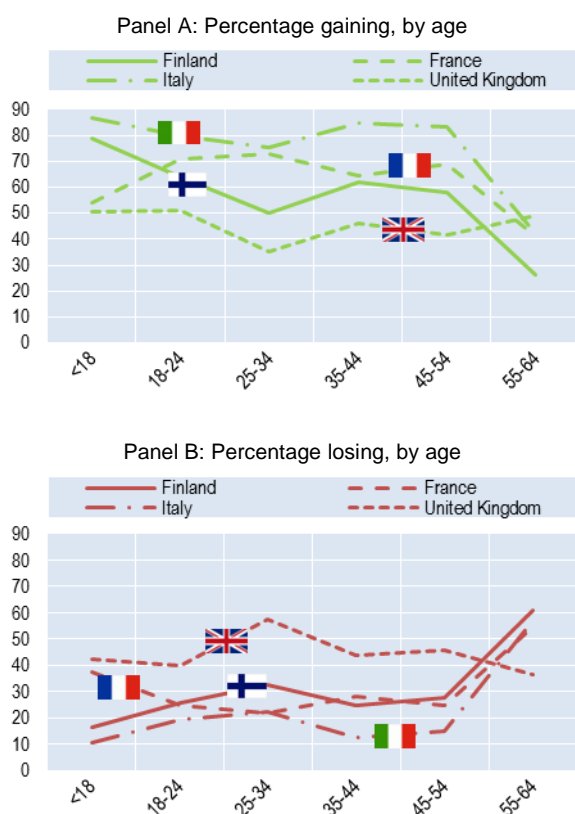 Panel A: Percentage gaining, by age
Finland France
Italy United Kingdom
90
80
70
60
50
40
30
20
10
0
<18 18-24 25-34 35-44 45-54 55-64
Panel B: Percentage losing, by age
Finland France
Italy United Kingdom
90
80
70
60
50
40
30
20
10
0
<18 18-24 25-34 35-44 45-54 55-64